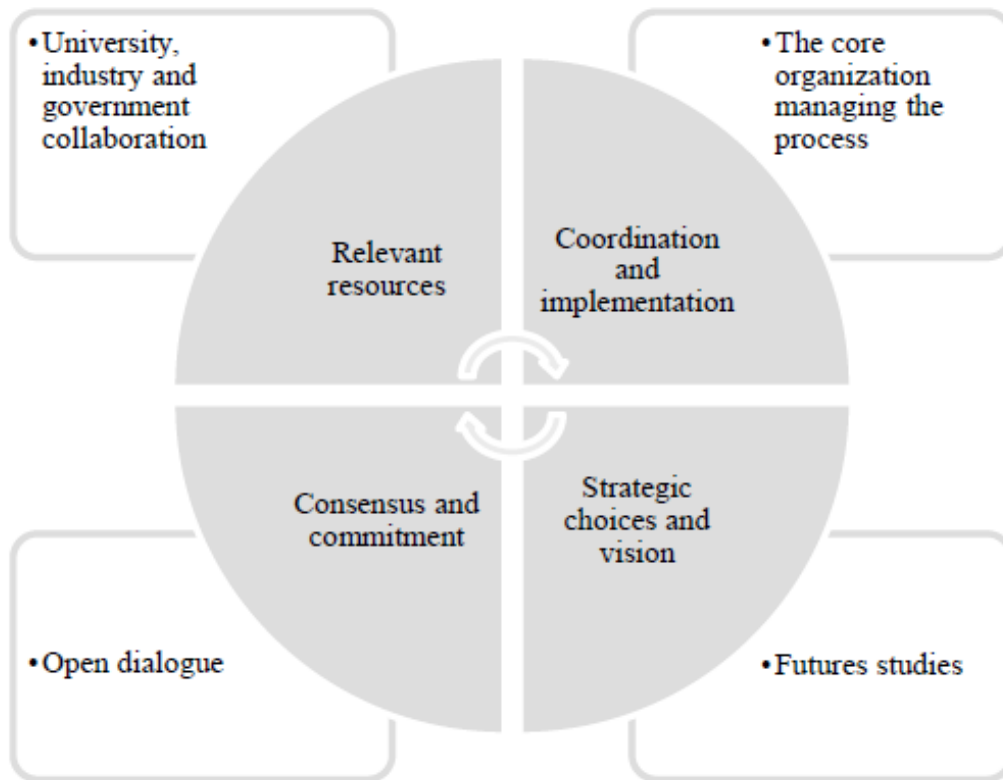 •University,
industry and
government
collaboration
•The core
organization
managing the
process
Relevant
resources
Coordination
and
implementation
Consensus and
commitment
Strategic
choices and
vision
•Open dialogue
•Futures studies